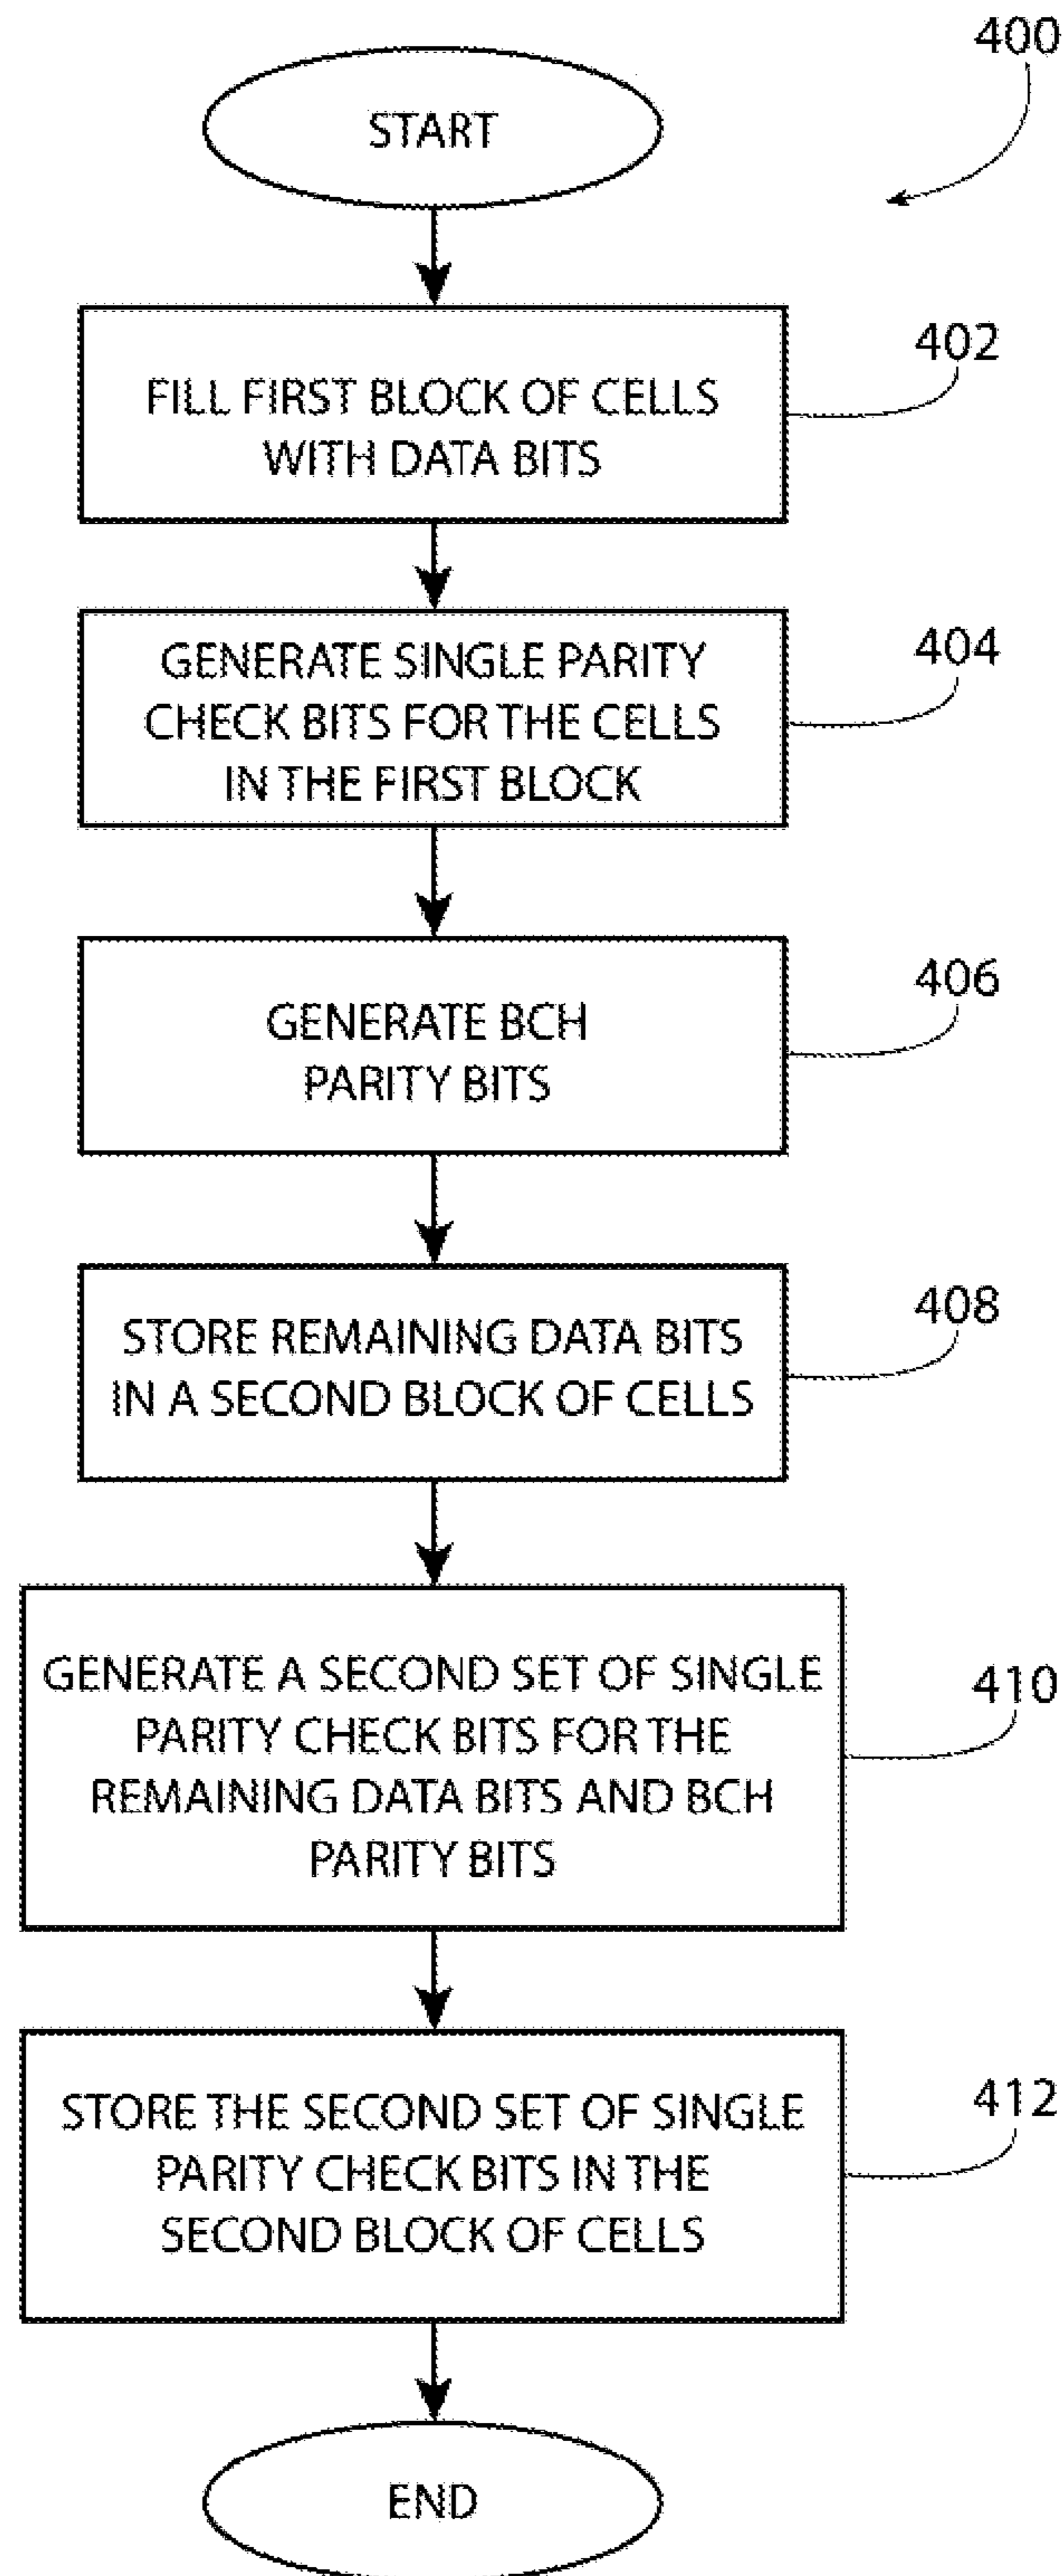 400
START
402
FILL FIRST BLOCK OF CELLS
WITH DATA BITS
404
GENERATE SINGLE PARITY
CHECK BITS FOR THE CELLS
IN THE FIRST BLOCK
406
GENERATE BCH
PARITY BITS
408
STORE REMAINING DATA BITS
IN A SECOND BLOCK OF CELLS
410
GENERATE A SECOND SET OF SINGLE
PARITY CHECK BITS FOR THE
REMAINING DATA BITS AND BCH
PARITY BITS
412
STORE THE SECOND SET OF SINGLE
PARITY CHECK BITS IN THE
SECOND BLOCK OF CELLS
END